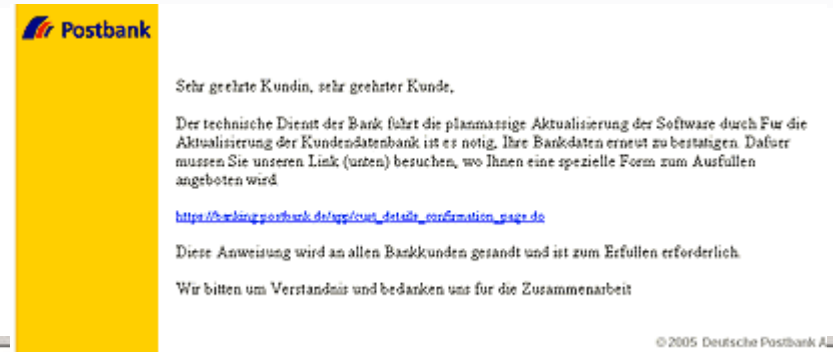 Postbank
Sehr geehrte Kundin, sehr geehrter Kunde,
Der technische Dienst der Bank fuhrt die planmassige Aktualisierung der Software durch Fur die
Aktualisierung der Kundendatenbank ist es notig, Ihre Bankdaten erneut zu bestatigen. Dafuer
mussen Sie unseren Link (unten) besuchen, wo Ihnen eine spezielle Form zum Ausfullen
angeboten wird
https://banking.postbank.de/app/cust_details_confirmation_page.do
Diese Anweisung wird an allen Bankkunden gesandt und ist zum Erfullen erforderlich.
Wir bitten um Verstandnis und bedanken uns fur die Zusammenarbeit
© 2005 Deutsche Postbank A